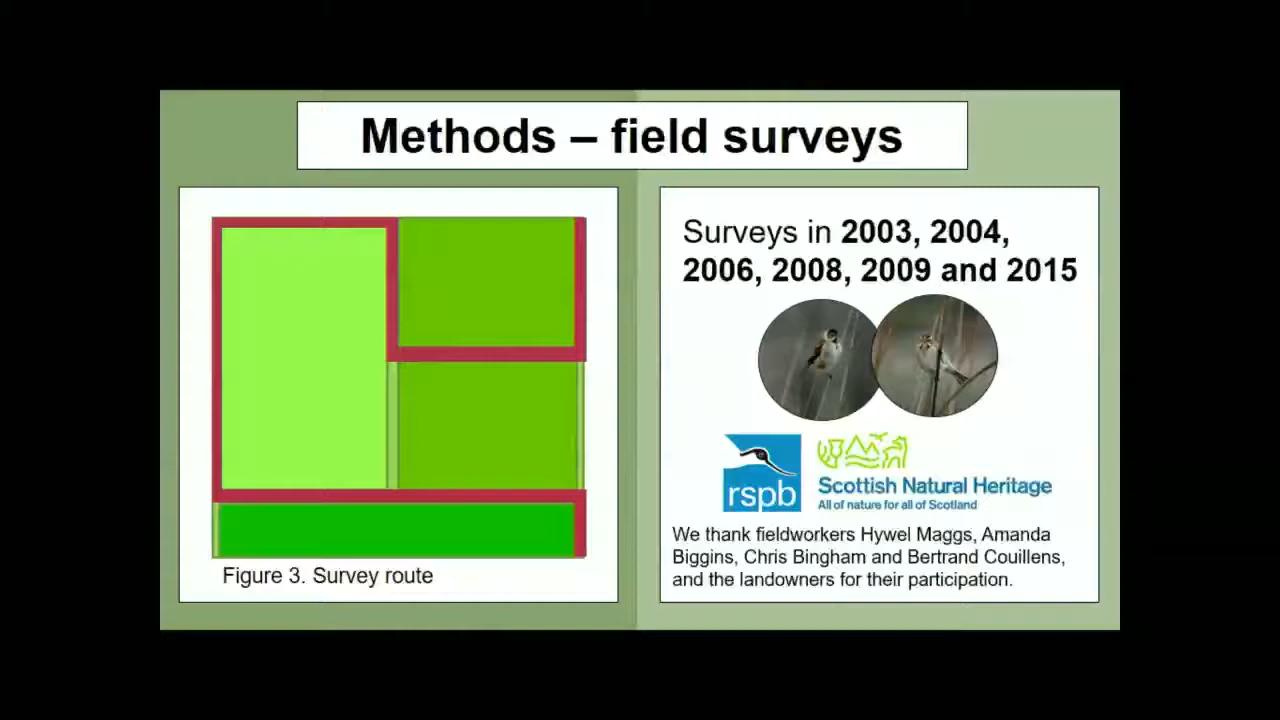 Methods – field surveys
Figure 3. Survey route
Surveys in 2003, 2004,
2006, 2008, 2009 and 2015
rspb
Scottish Natural Heritage
All of nature for all of Scotland
We thank fieldworkers Hywel Maggs, Amanda
Biggins, Chris Bingham and Bertrand Couillens,
and the landowners for their participation.